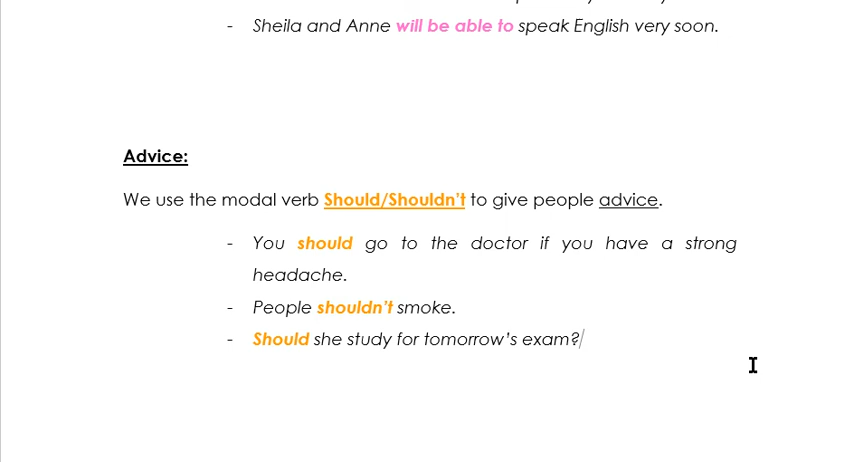 - Sheila and Anne will be able to speak English very soon.
Advice:
We use the modal verb Should/Shouldn't to give people advice.
- You should go to the doctor if you have a strong
headache.
- People shouldn't smoke.
- Should she study for tomorrow's exam?